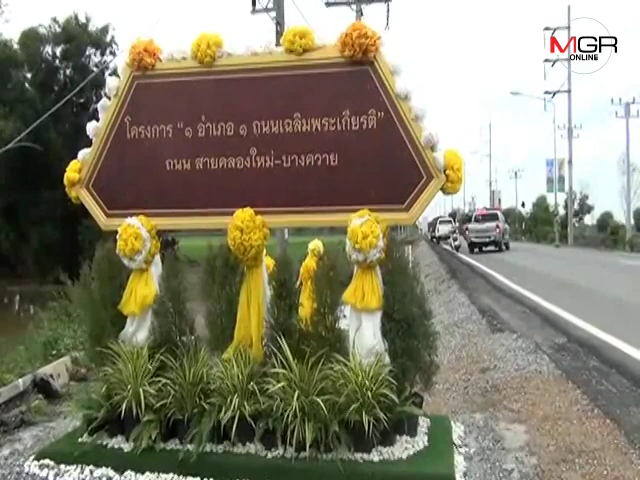 MGR
ONLINE
โครงการ "๑ อำเภอ ๑ ถนนเฉลิมพระเกียรติ"
ถนน สายคลองใหม่-บางควาย